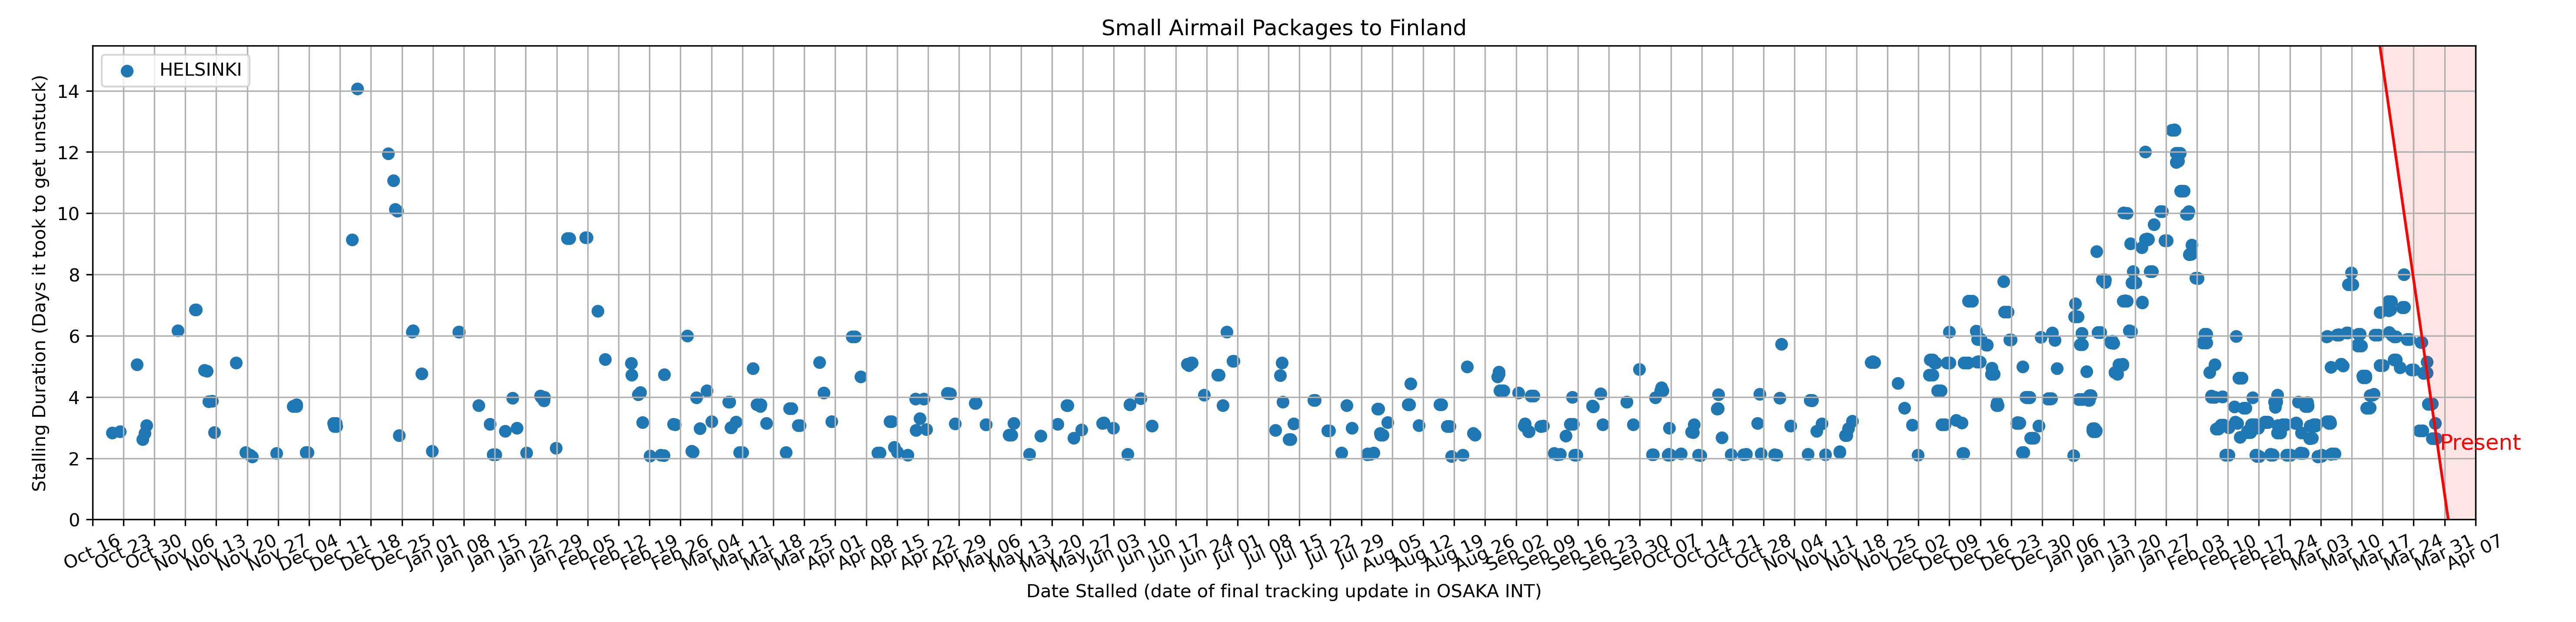 Small Airmail Packages to Finland
HELSINKI
Stalling Duration (Days it took to get unstuck)
14
12
10
8
6
4
2
0
Present
Oct 16
Oct 23
Oct 30
Nov 06
Nov 13
Nov 20
Nov 27
Dec 04
Dec 11
Dec 18
Dec 25
Jan 01
Jan 08
Jan 15
Jan 22
Jan 29
Feb 05
Feb 12
Feb 19
Feb 26
Mar 04
Mar 11
Mar 18
Mar 25
Apr 01
Apr 08
Apr 15
Apr 22
Apr 29
May 06
May 13
May 20
May 27
Jun 03
Jun 10
Jun 17
Jun 24
Jul 01
Jul 08
Jul 15
Jul 22
Jul 29
Aug 05
Aug 12
Aug 19
Aug 26
Sep 02
Sep 09
Sep 16
Sep 23
Sep 30
Oct 07
Oct 14
Oct 21
Oct 28
Nov 04
Nov 11
Nov 18
Nov 25
Dec 02
Dec 09
Dec 16
Dec 23
Dec 30
Jan 06
Jan 13
Jan 20
Jan 27
Feb 03
Feb 10
Feb 17
Feb 24
Mar 03
Mar 10
Mar 17
Mar 24
Mar 31
Apr 07
Date Stalled (date of final tracking update in OSAKA INT)